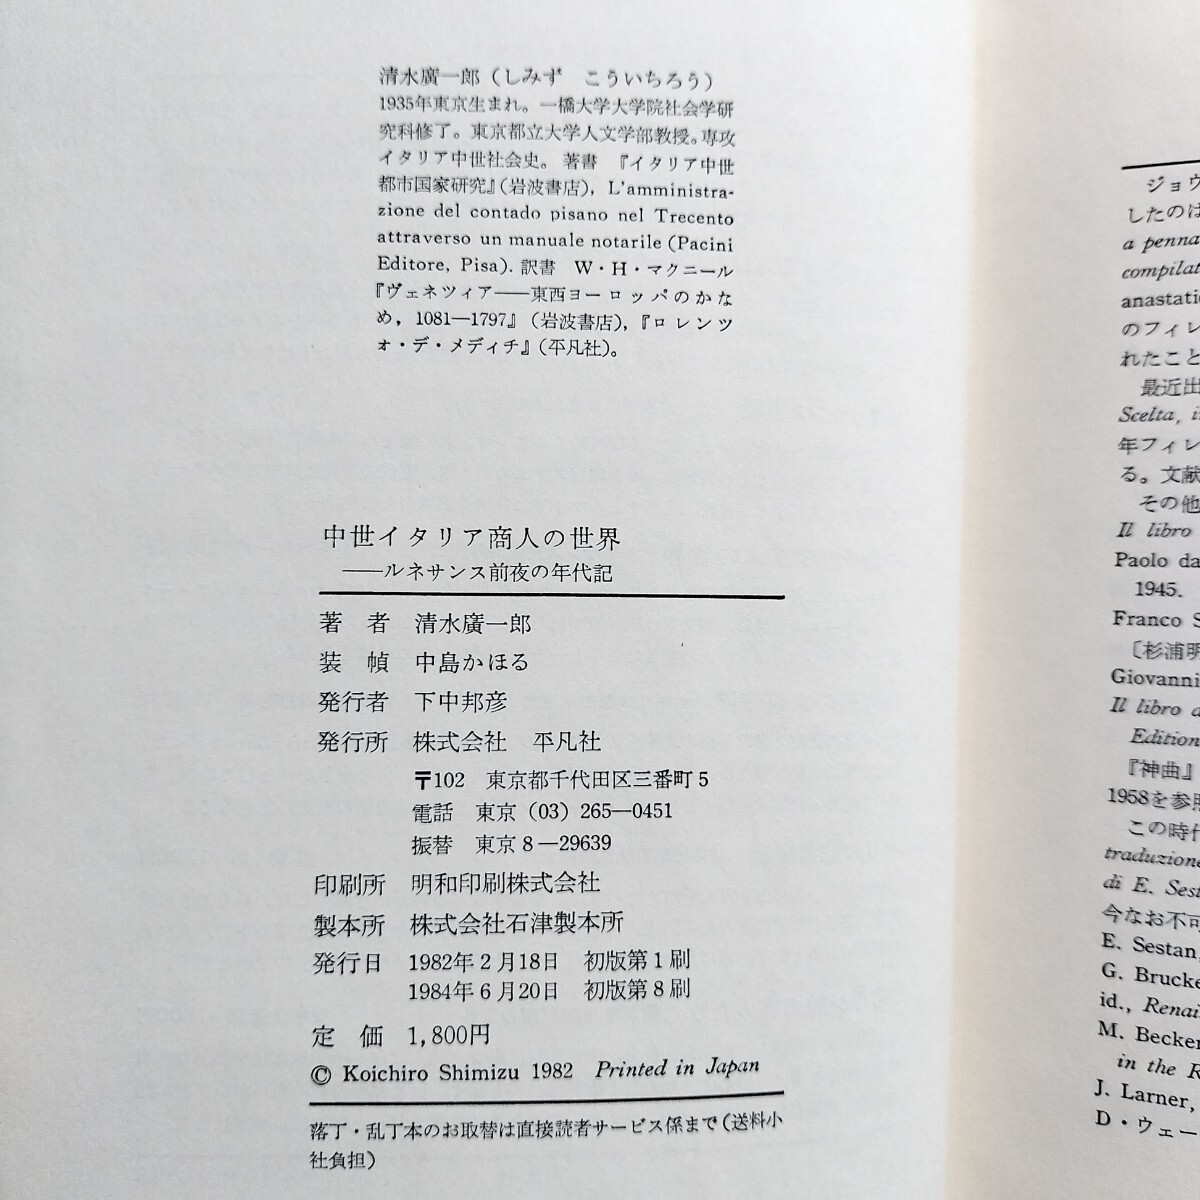 清水廣一郎(しみず こういちろう)
1935年東京生まれ。一橋大学大学院社会学研
究科修了。東京都立大学人文学部教授。専攻
イタリア中世社会史。著書 『イタリア中世
都市国家研究』(岩波書店), L'amministra-
zione del contado pisano nel Trecento
attraverso un manuale notarile (Pacini
Editore, Pisa). 訳書 W・H・マクニール
『ヴェネツィア――東西ヨーロッパのかな
め, 1081―1797』(岩波書店),『ロレンツ
ォ・デ・メディチ』(平凡社)。
中世イタリア商人の世界
――ルネサンス前夜の年代記
著 者 清水廣一郎
装 幀 中島かほる
発行者 下中邦彦
発行所 株式会社 平凡社
〒102 東京都千代田区三番町5
電話 東京 (03) 265―0451
振替 東京8―29639
印刷所 明和印刷株式会社
製本所 株式会社石津製本所
発行日 1982年2月18日 初版第1刷
1984年6月20日 初版第8刷
定 価 1,800円
© Koichiro Shimizu 1982 Printed in Japan
落丁・乱丁本のお取替は直接読者サービス係まで(送料小
社負担)
ジョヴ
したのは
a penna
compilat
anastatic
のフィレ
れたこと
最近出
Scelta, i
年フィレ
る。文献
その他
Il libro
Paolo da
1945.
Franco S
〔杉浦明
Giovanni
Il libro d
Edition
『神曲』
1958を参照
この時代
traduzione
di E. Sest
今なお不可
E. Sestan,
G. Brucke
id., Renais
M. Becker
in the R
J. Larner,
D・ウェー